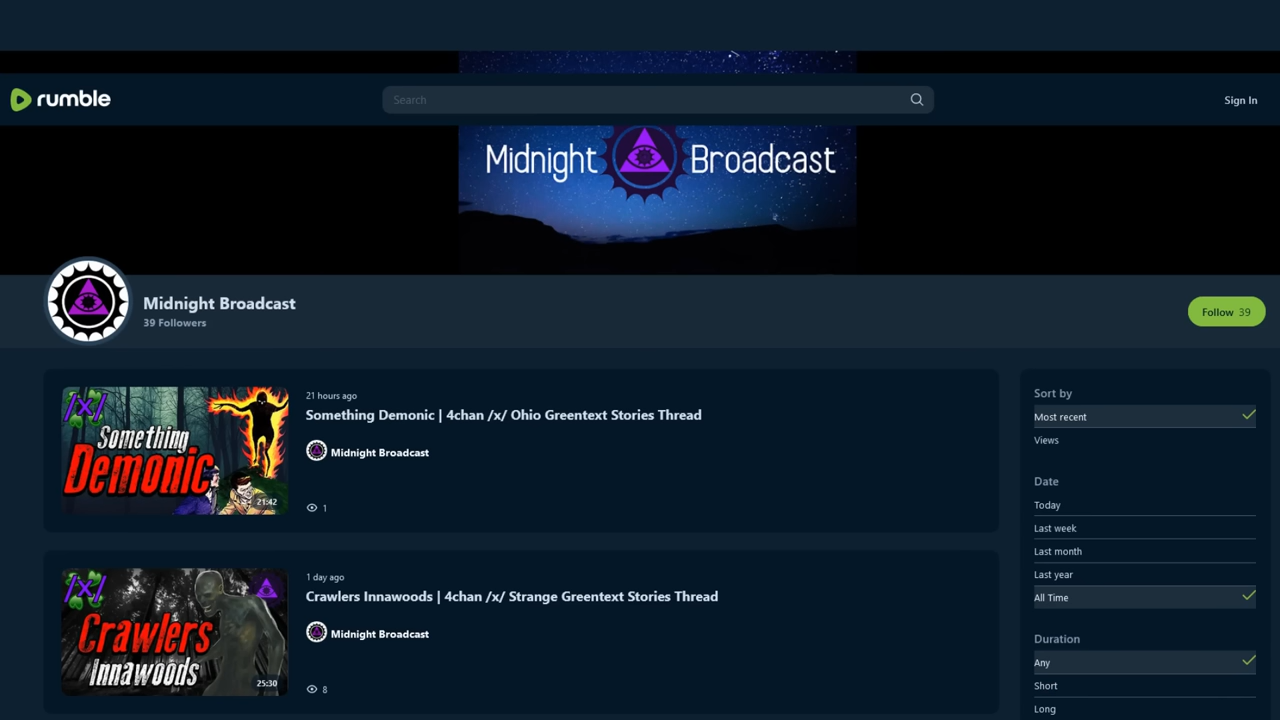 rumble
Search
Sign In
Midnight Broadcast
Midnight Broadcast
39 Followers
Follow 39
/x/
Something
Demonic
21:42
21 hours ago
Something Demonic | 4chan /x/ Ohio Greentext Stories Thread
Midnight Broadcast
1
/x/
Crawlers
Innawoods
25:30
1 day ago
Crawlers Innawoods | 4chan /x/ Strange Greentext Stories Thread
Midnight Broadcast
8
Sort by
Most recent
Views
Date
Today
Last week
Last month
Last year
All Time
Duration
Any
Short
Long